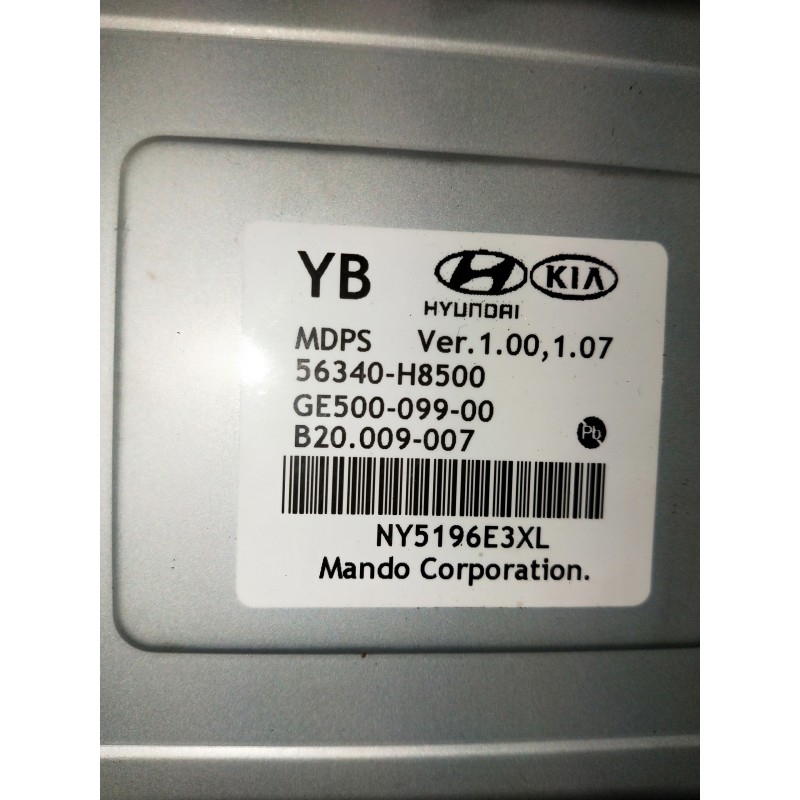 YB
HYUNDAI
KIA
MDPS Ver.1.00,1.07
56340-H8500
GE500-099-00
B20.009-007
Pb
NY5196E3XL
Mando Corporation.